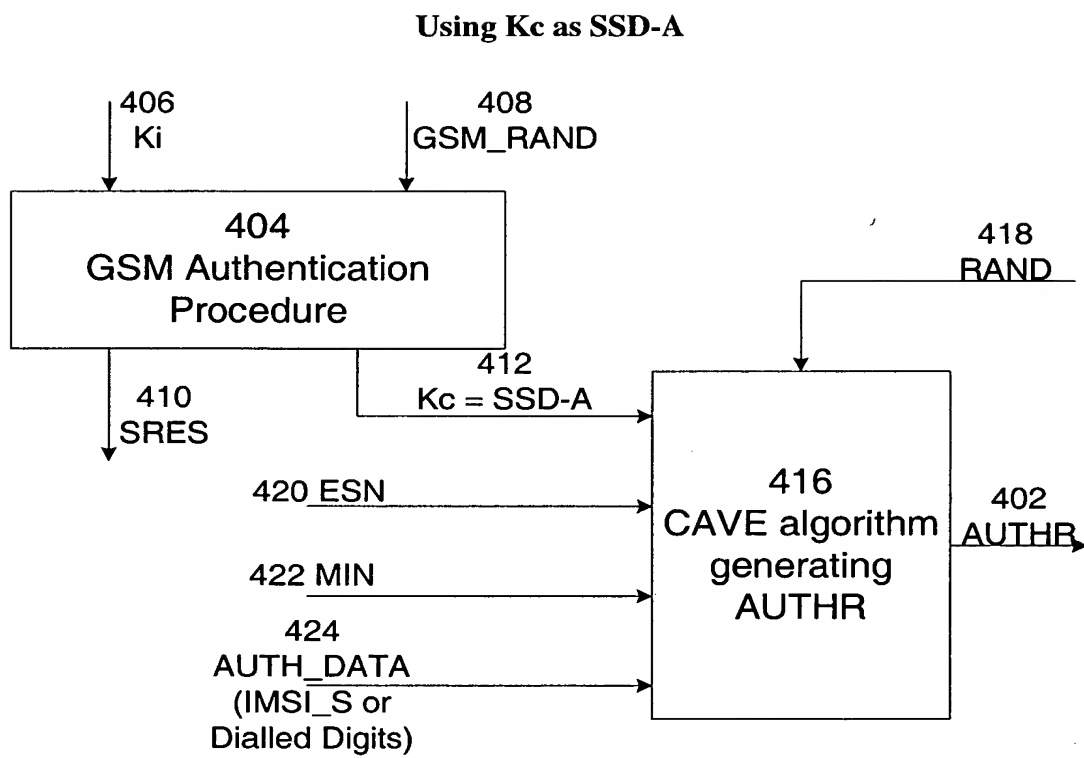 Using Kc as SSD-A
406
Ki
408
GSM_RAND
404
GSM Authentication
Procedure
418
RAND
412
Kc = SSD-A
410
SRES
420 ESN
416
CAVE algorithm
generating
AUTHR
402
AUTHR
422 MIN
424
AUTH_DATA
(IMSI_S or
Dialled Digits)